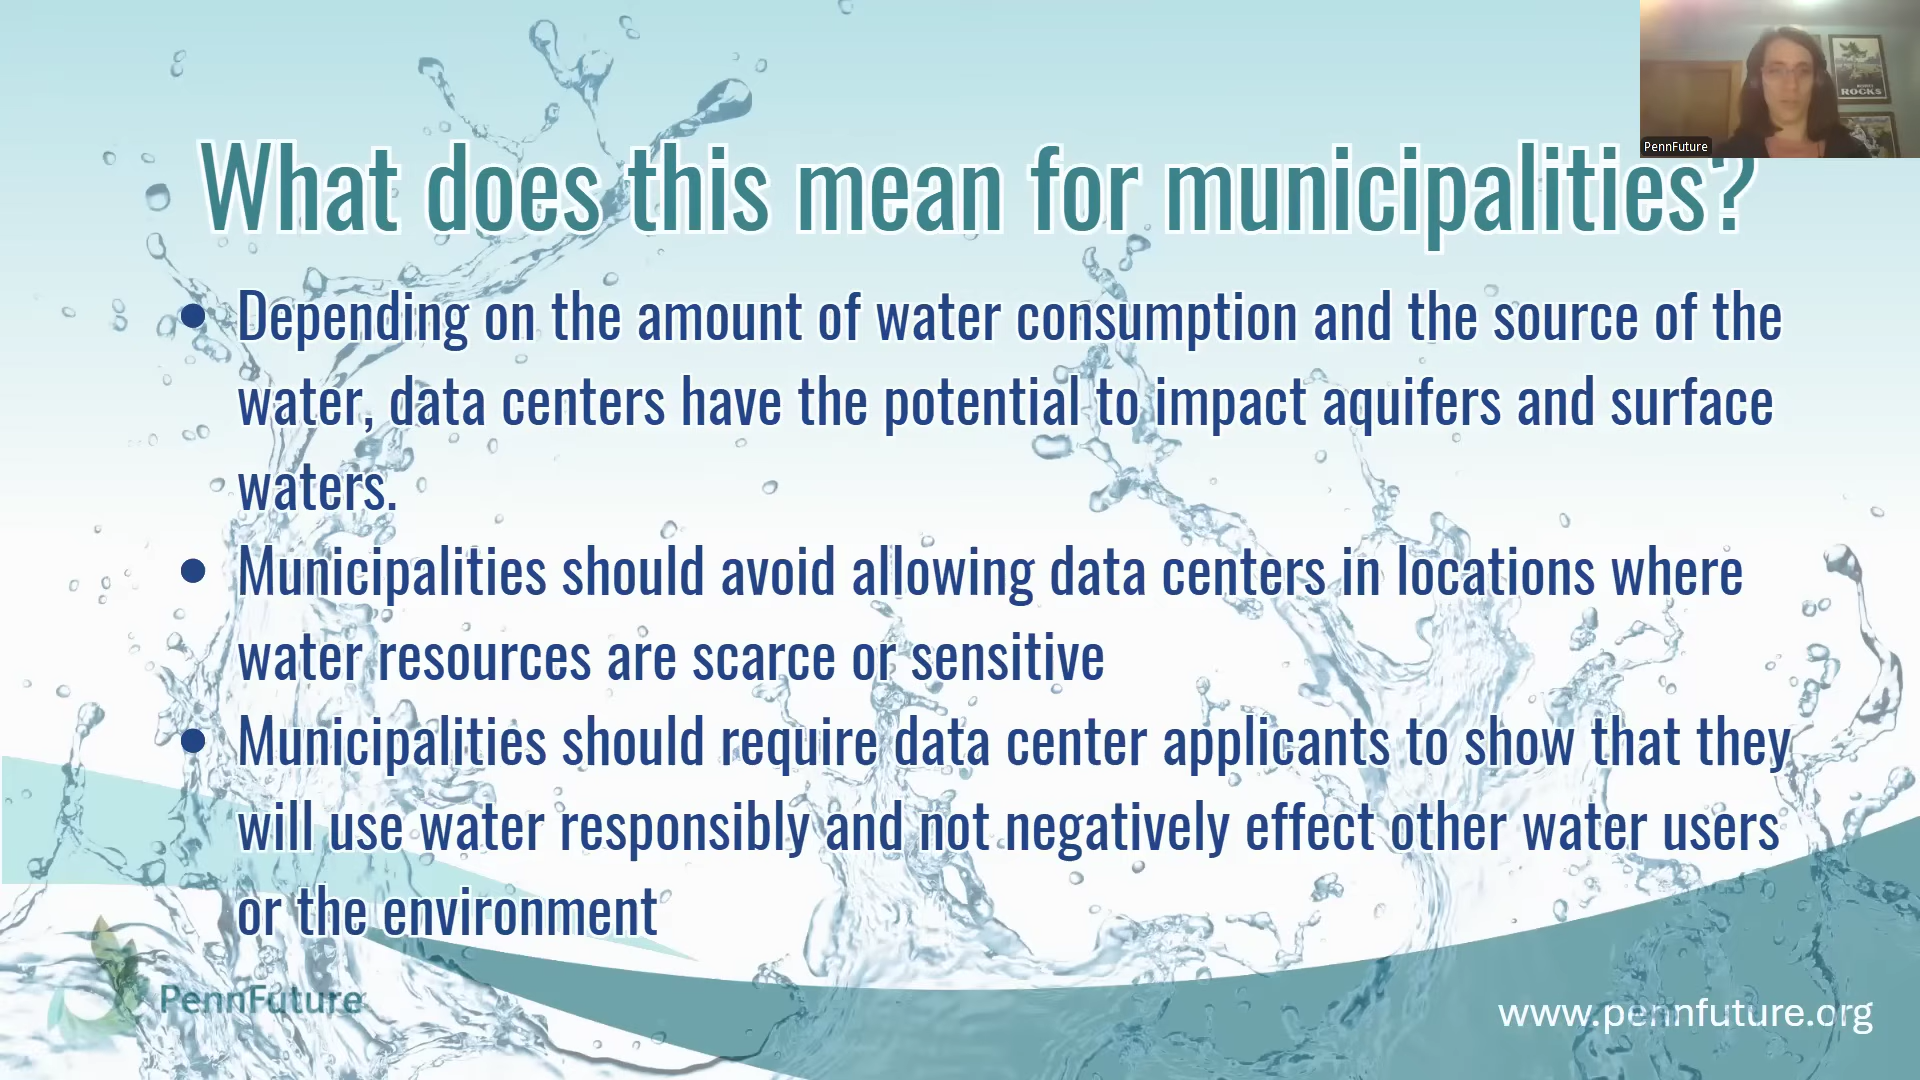 ROCKS
PennFuture
What does this mean for municipalities?
Depending on the amount of water consumption and the source of the
water, data centers have the potential to impact aquifers and surface
waters.
Municipalities should avoid allowing data centers in locations where
water resources are scarce or sensitive
Municipalities should require data center applicants to show that they
will use water responsibly and not negatively effect other water users
or the environment
PennFuture
www.pennfuture.org